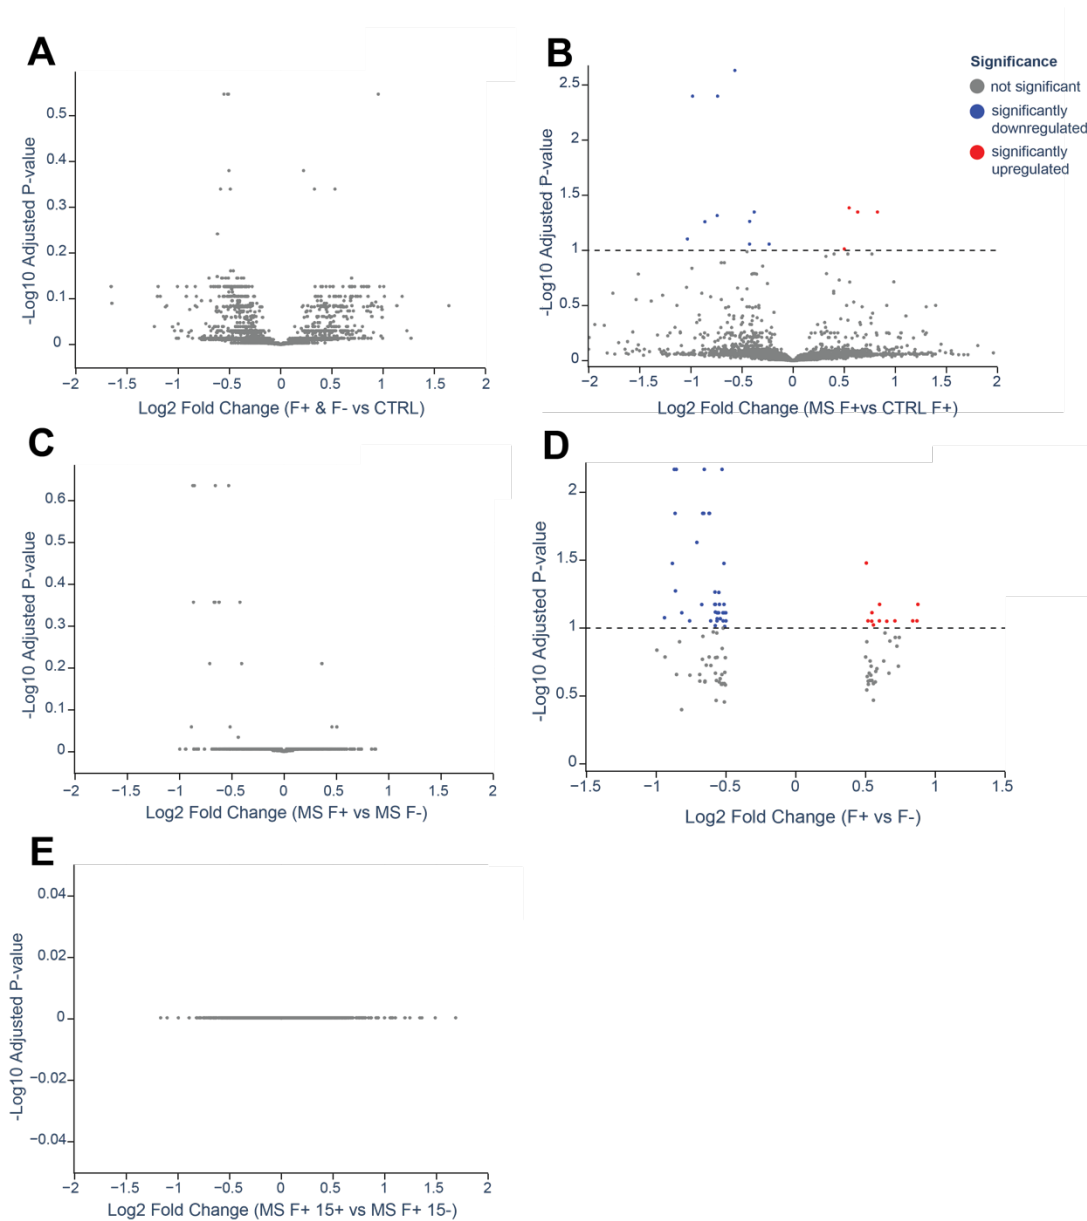 A
-Log10 Adjusted P-value
0.5
0.4
0.3
0.2
0.1
0
−2 −1.5 −1 −0.5 0 0.5 1 1.5 2
Log2 Fold Change (F+ & F- vs CTRL)
B
-Log10 Adjusted P-value
2.5
2
1.5
1
0.5
0
−2 −1.5 −1 −0.5 0 0.5 1 1.5 2
Log2 Fold Change (MS F+vs CTRL F+)
Significance
not significant
significantly
downregulated
significantly
upregulated
C
-Log10 Adjusted P-value
0.6
0.5
0.4
0.3
0.2
0.1
0
−2 −1.5 −1 −0.5 0 0.5 1 1.5 2
Log2 Fold Change (MS F+ vs MS F-)
D
-Log10 Adjusted P-value
2
1.5
1
0.5
0
−1.5 −1 −0.5 0 0.5 1 1.5
Log2 Fold Change (F+ vs F-)
E
-Log10 Adjusted P-value
0.04
0.02
0
−0.02
−0.04
−2 −1.5 −1 −0.5 0 0.5 1 1.5 2
Log2 Fold Change (MS F+ 15+ vs MS F+ 15-)